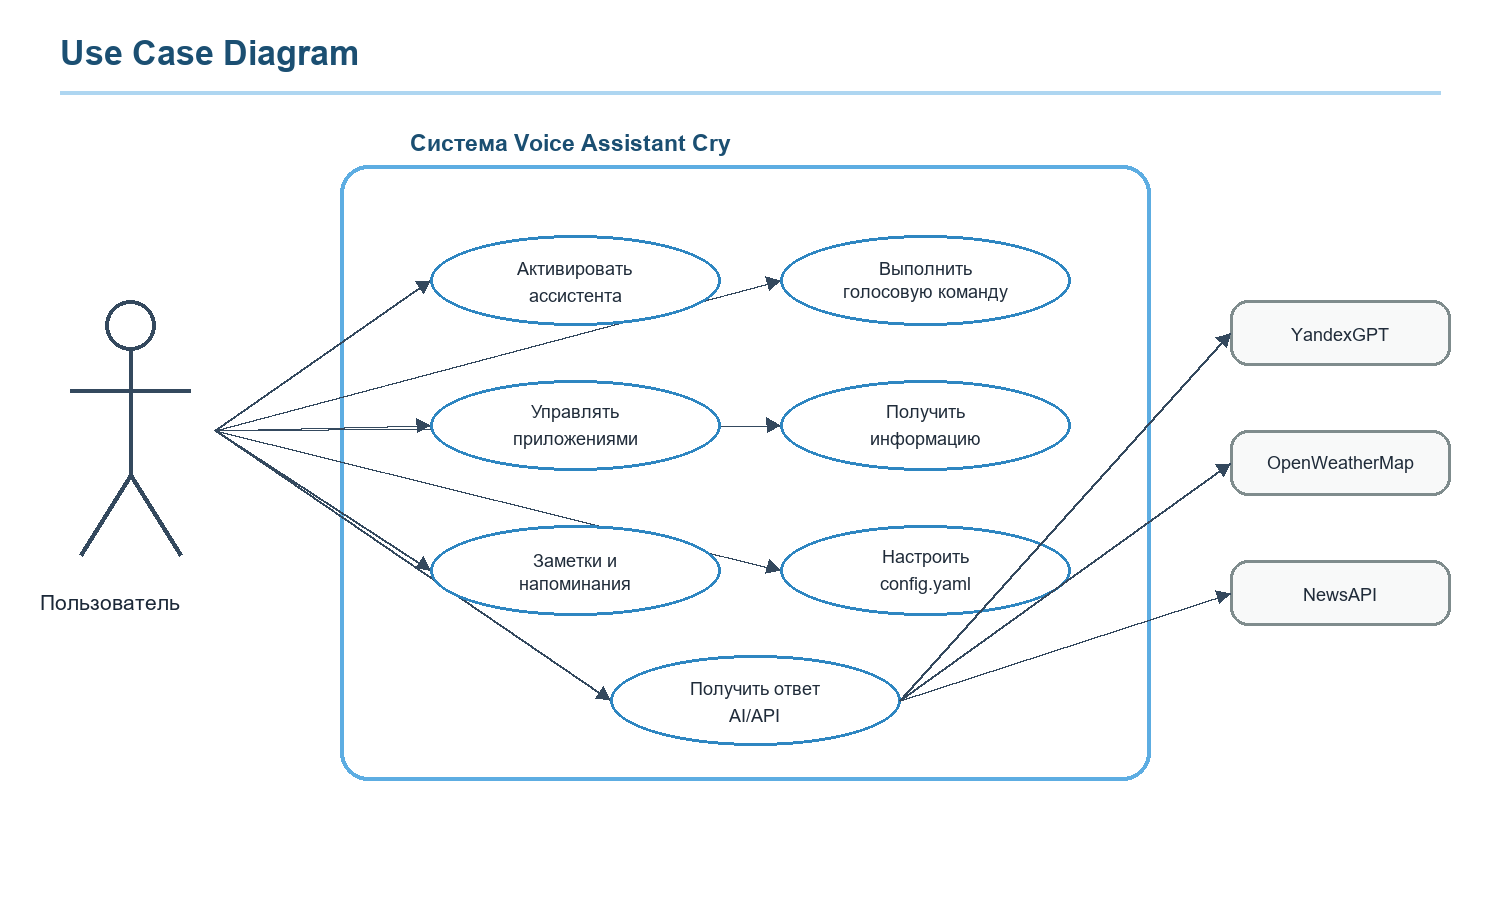 Use Case Diagram
Система Voice Assistant Cry
Активировать
ассистента
Выполнить
голосовую команду
YandexGPT
Управлять
приложениями
Получить
информацию
OpenWeatherMap
Заметки и
напоминания
Настроить
config.yaml
NewsAPI
Пользователь
Получить ответ
AI/API